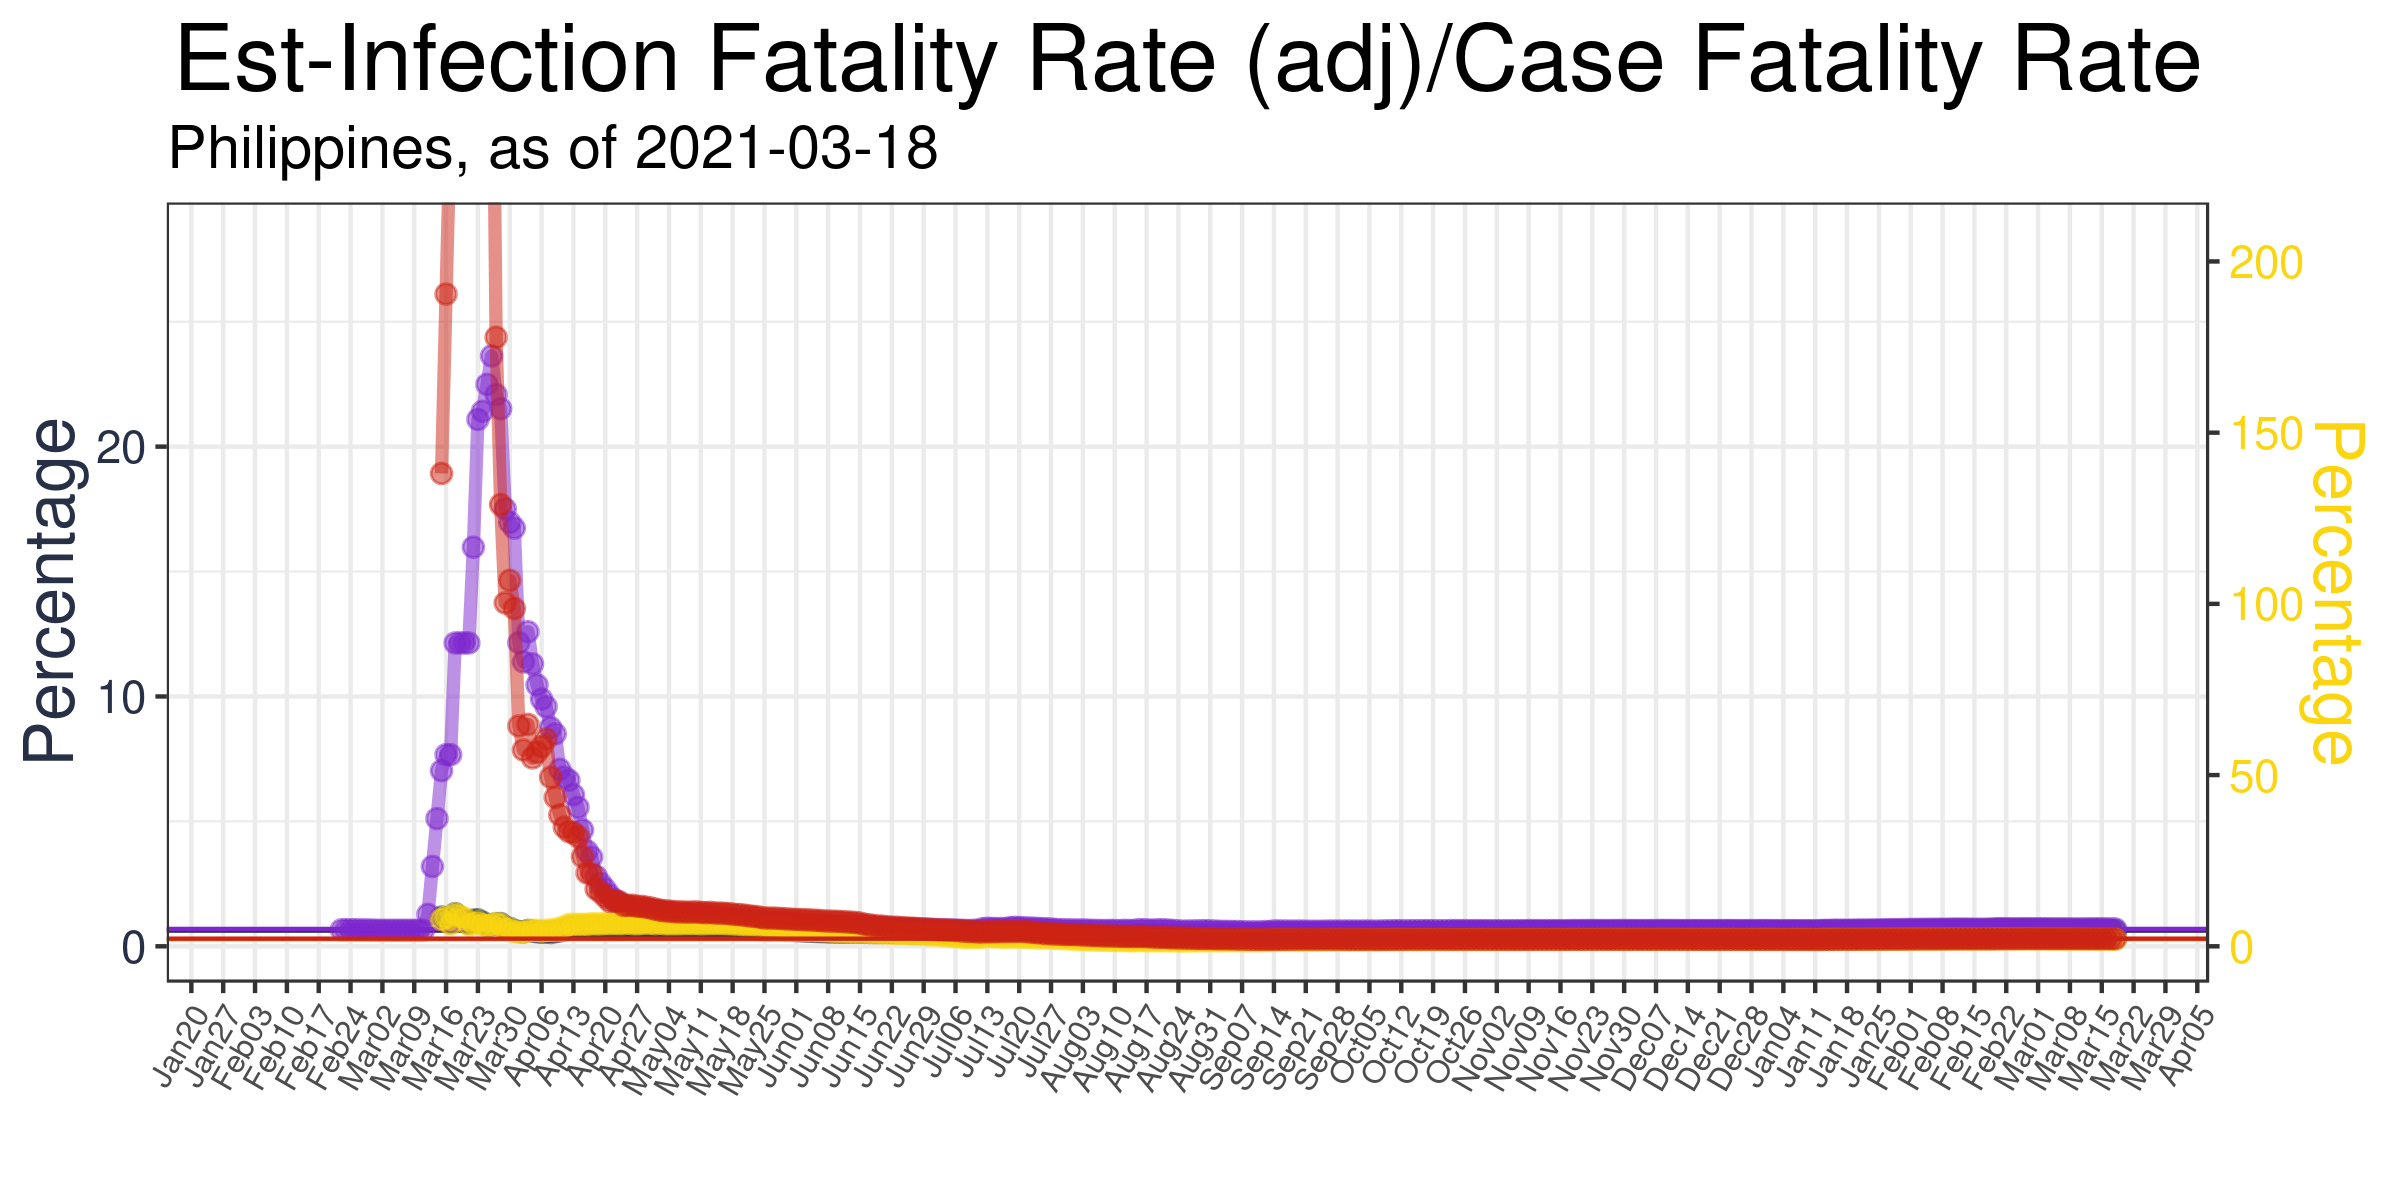 Est-Infection Fatality Rate (adj)/Case Fatality Rate
Philippines, as of 2021-03-18
Percentage
20
10
0
200
150
100
50
0
Percentage
Jan20
Jan27
Feb03
Feb10
Feb17
Feb24
Mar02
Mar09
Mar16
Mar23
Mar30
Apr06
Apr13
Apr20
Apr27
May04
May11
May18
May25
Jun01
Jun08
Jun15
Jun22
Jun29
Jul06
Jul13
Jul20
Jul27
Aug03
Aug10
Aug17
Aug24
Aug31
Sep07
Sep14
Sep21
Sep28
Oct05
Oct12
Oct19
Oct26
Nov02
Nov09
Nov16
Nov23
Nov30
Dec07
Dec14
Dec21
Dec28
Jan04
Jan11
Jan18
Jan25
Feb01
Feb08
Feb15
Feb22
Mar01
Mar08
Mar15
Mar22
Mar29
Apr05